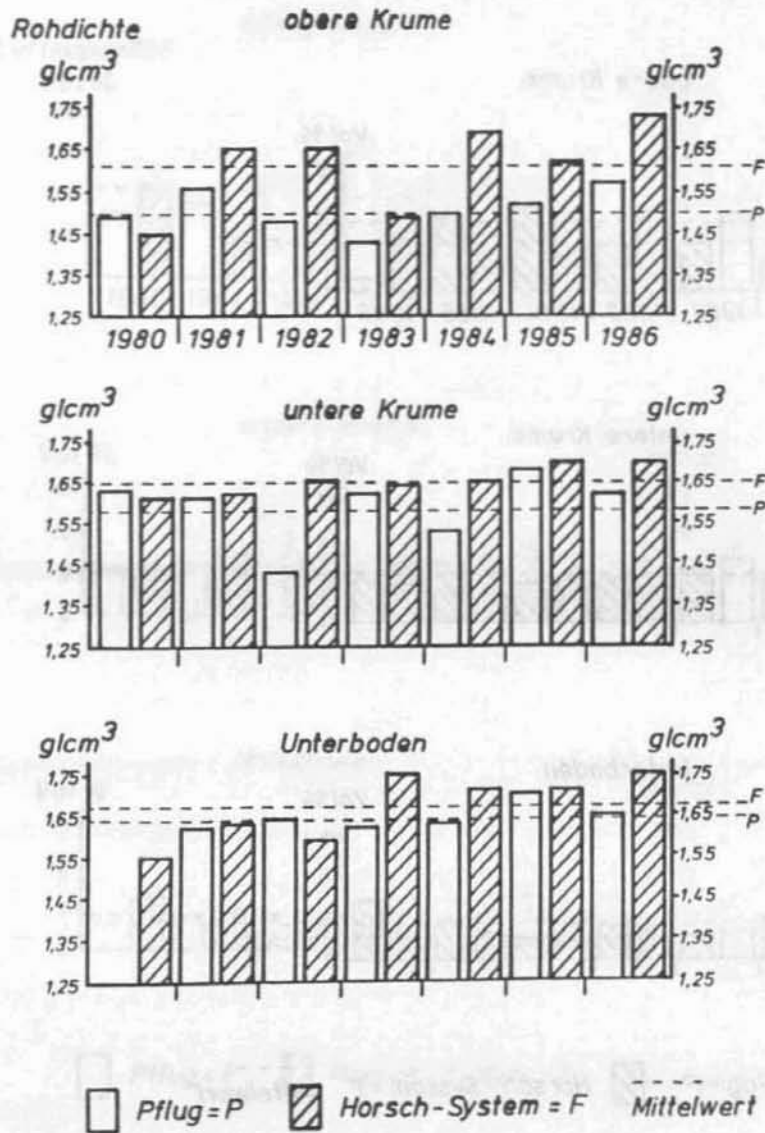 obere Krume
Rohdichte
g/cm³ g/cm³
1,75 1,75
1,65 1,65
F
1,55 1,55
P
1,45 1,45
1,35 1,35
1,25 1,25
1980 1981 1982 1983 1984 1985 1986
g/cm³ untere Krume g/cm³
1,75 1,75
1,65 1,65
F
P
1,55 1,55
1,45 1,45
1,35 1,35
1,25 1,25
g/cm³ Unterboden g/cm³
1,75 1,75
F
1,65 1,65
P
1,55 1,55
1,45 1,45
1,35 1,35
1,25 1,25
Pflug = P Horsch-System = F Mittelwert